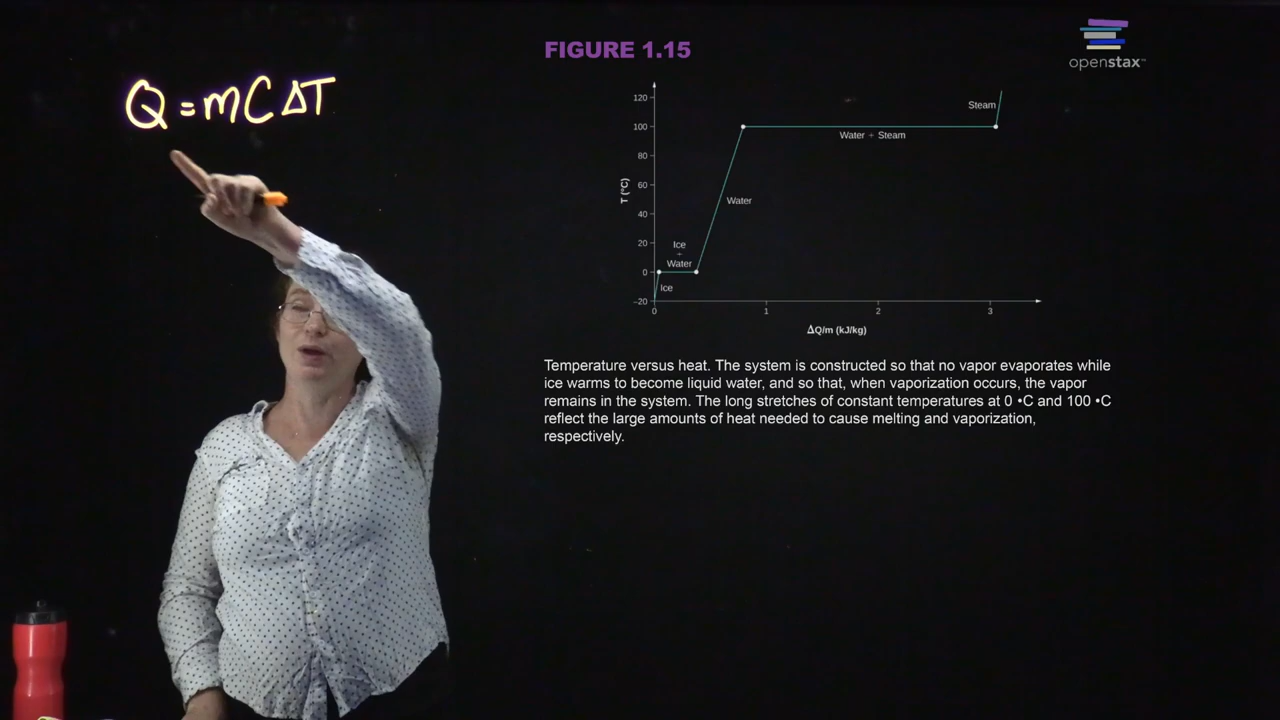 FIGURE 1.15
openstax™
Q = mCΔT
120
100
80
60
40
20
0
−20
T (°C)
Steam
Water + Steam
Water
Ice
+
Water
Ice
0
1
2
3
ΔQ/m (kJ/kg)
Temperature versus heat. The system is constructed so that no vapor evaporates while
ice warms to become liquid water, and so that, when vaporization occurs, the vapor
remains in the system. The long stretches of constant temperatures at 0 •C and 100 •C
reflect the large amounts of heat needed to cause melting and vaporization,
respectively.